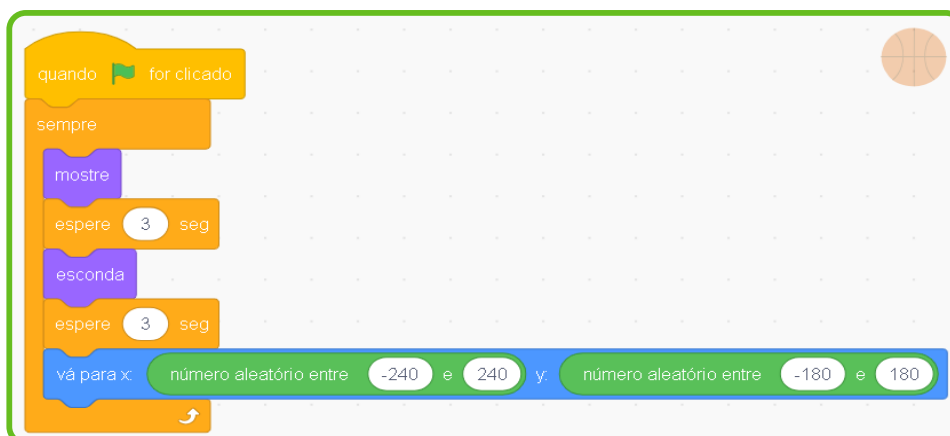 quando for clicado
sempre
mostre
espere 3 seg
esconda
espere 3 seg
vá para x: número aleatório entre -240 e 240 y: número aleatório entre -180 e 180